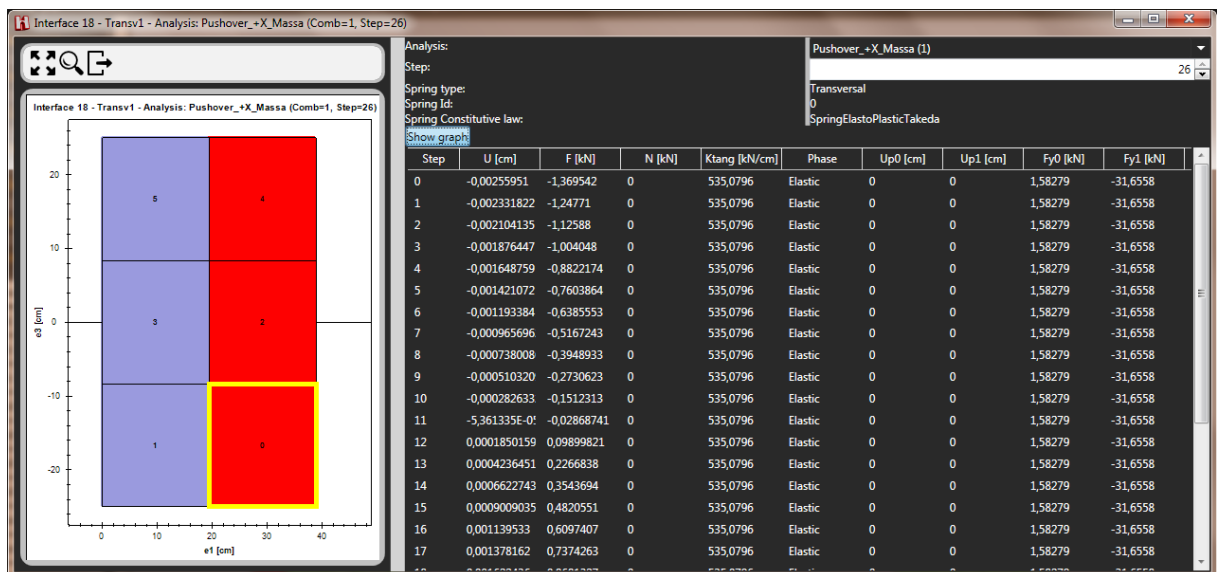 Interface 18 - Transv1 - Analysis: Pushover_+X_Massa (Comb=1, Step=26)
Analysis: Pushover_+X_Massa (1)
Step: 26
Spring type: Transversal
Spring Id: 0
Spring Constitutive law: SpringElastoPlasticTakeda
Show graph
Interface 18 - Transv1 - Analysis: Pushover_+X_Massa (Comb=1, Step=26)
e3 [cm]
20
10
0
-10
-20
5 4
3 2
1 0
0 10 20 30 40
e1 [cm]
Step U [cm] F [kN] N [kN] Ktang [kN/cm] Phase Up0 [cm] Up1 [cm] Fy0 [kN] Fy1 [kN]
0 -0,00255951 -1,369542 0 535,0796 Elastic 0 0 1,58279 -31,6558
1 -0,002331822 -1,24771 0 535,0796 Elastic 0 0 1,58279 -31,6558
2 -0,002104135 -1,12588 0 535,0796 Elastic 0 0 1,58279 -31,6558
3 -0,001876447 -1,004048 0 535,0796 Elastic 0 0 1,58279 -31,6558
4 -0,001648759 -0,8822174 0 535,0796 Elastic 0 0 1,58279 -31,6558
5 -0,001421072 -0,7603864 0 535,0796 Elastic 0 0 1,58279 -31,6558
6 -0,001193384 -0,6385553 0 535,0796 Elastic 0 0 1,58279 -31,6558
7 -0,000965696 -0,5167243 0 535,0796 Elastic 0 0 1,58279 -31,6558
8 -0,000738008 -0,3948933 0 535,0796 Elastic 0 0 1,58279 -31,6558
9 -0,000510320 -0,2730623 0 535,0796 Elastic 0 0 1,58279 -31,6558
10 -0,000282633 -0,1512313 0 535,0796 Elastic 0 0 1,58279 -31,6558
11 -5,361335E-0 -0,02868741 0 535,0796 Elastic 0 0 1,58279 -31,6558
12 0,0001850159 0,09899821 0 535,0796 Elastic 0 0 1,58279 -31,6558
13 0,0004236451 0,2266838 0 535,0796 Elastic 0 0 1,58279 -31,6558
14 0,0006622743 0,3543694 0 535,0796 Elastic 0 0 1,58279 -31,6558
15 0,0009009035 0,4820551 0 535,0796 Elastic 0 0 1,58279 -31,6558
16 0,001139533 0,6097407 0 535,0796 Elastic 0 0 1,58279 -31,6558
17 0,001378162 0,7374263 0 535,0796 Elastic 0 0 1,58279 -31,6558